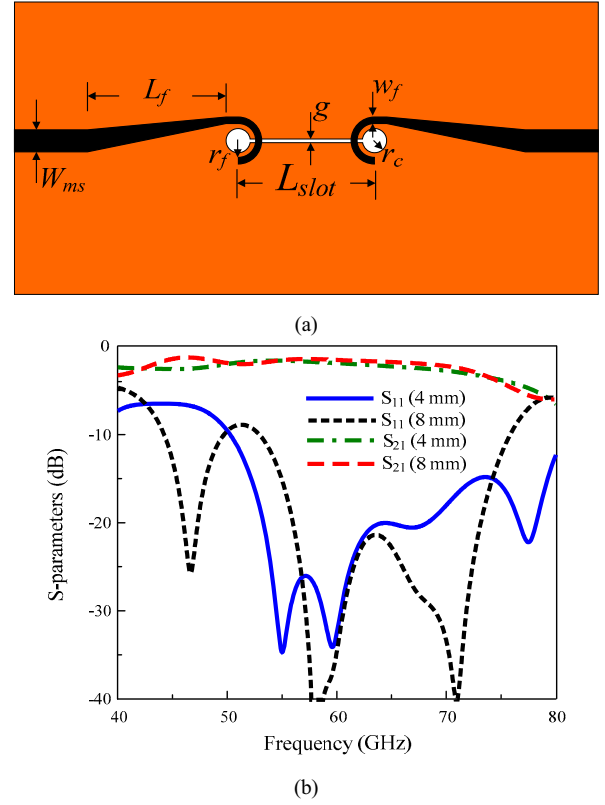 L_f
g
w_f
W_ms
r_f
r_c
L_slot
(a)
S-parameters (dB)
0
-10
-20
-30
-40
S11 (4 mm)
S11 (8 mm)
S21 (4 mm)
S21 (8 mm)
40 50 60 70 80
Frequency (GHz)
(b)